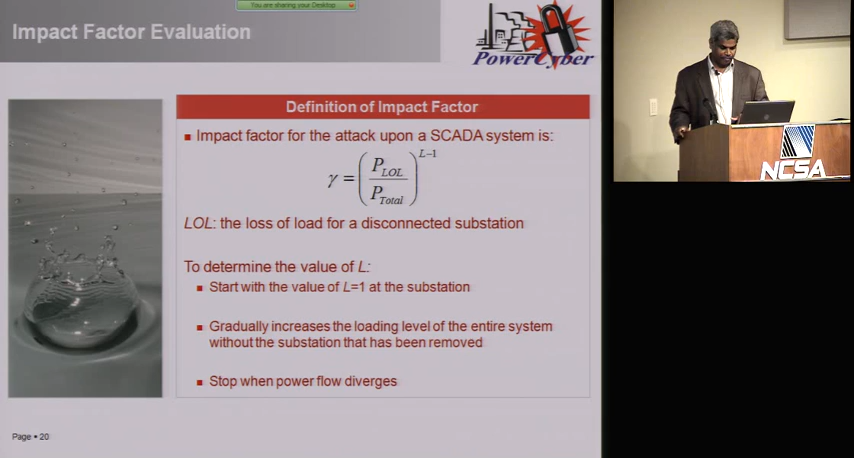 You are sharing your Desktop
Impact Factor Evaluation
PowerCyber
Definition of Impact Factor
Impact factor for the attack upon a SCADA system is:
γ = (P_LOL / P_Total)^L−1
LOL: the loss of load for a disconnected substation
To determine the value of L:
Start with the value of L=1 at the substation
Gradually increases the loading level of the entire system
without the substation that has been removed
Stop when power flow diverges
Page ▪ 20
NCSA